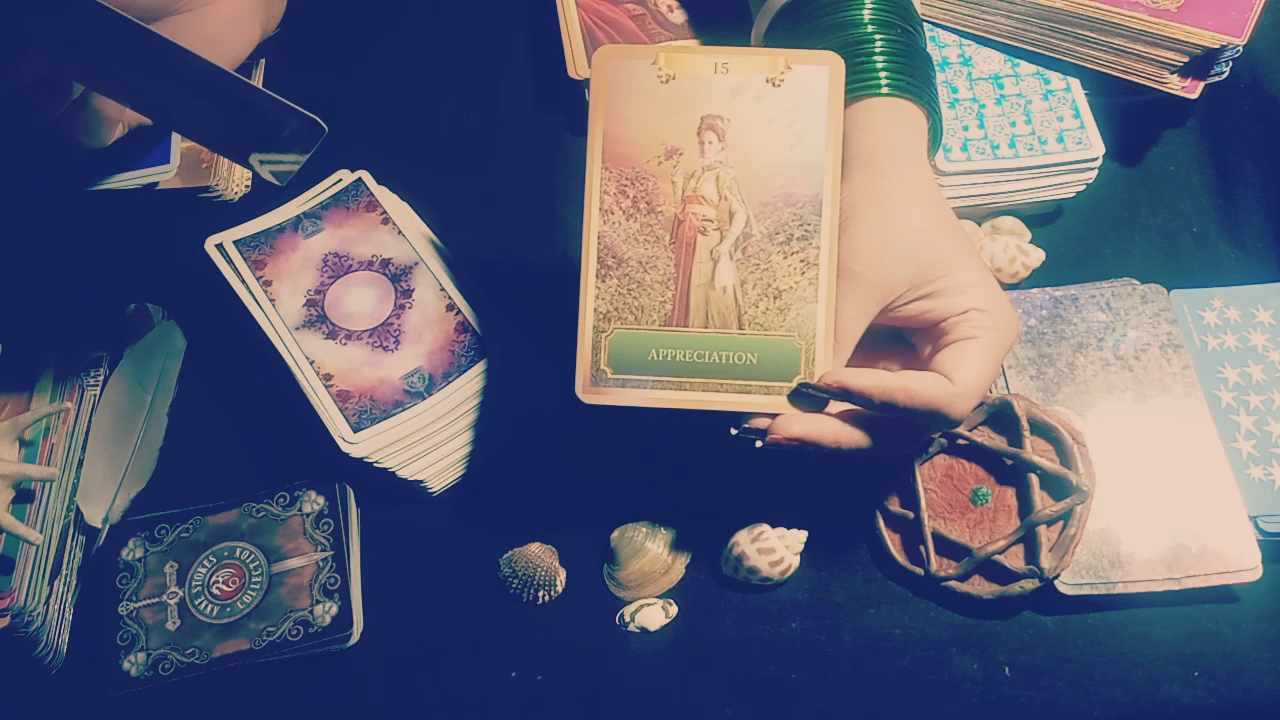 15
APPRECIATION
ANNE STOKES • COLLECTION •